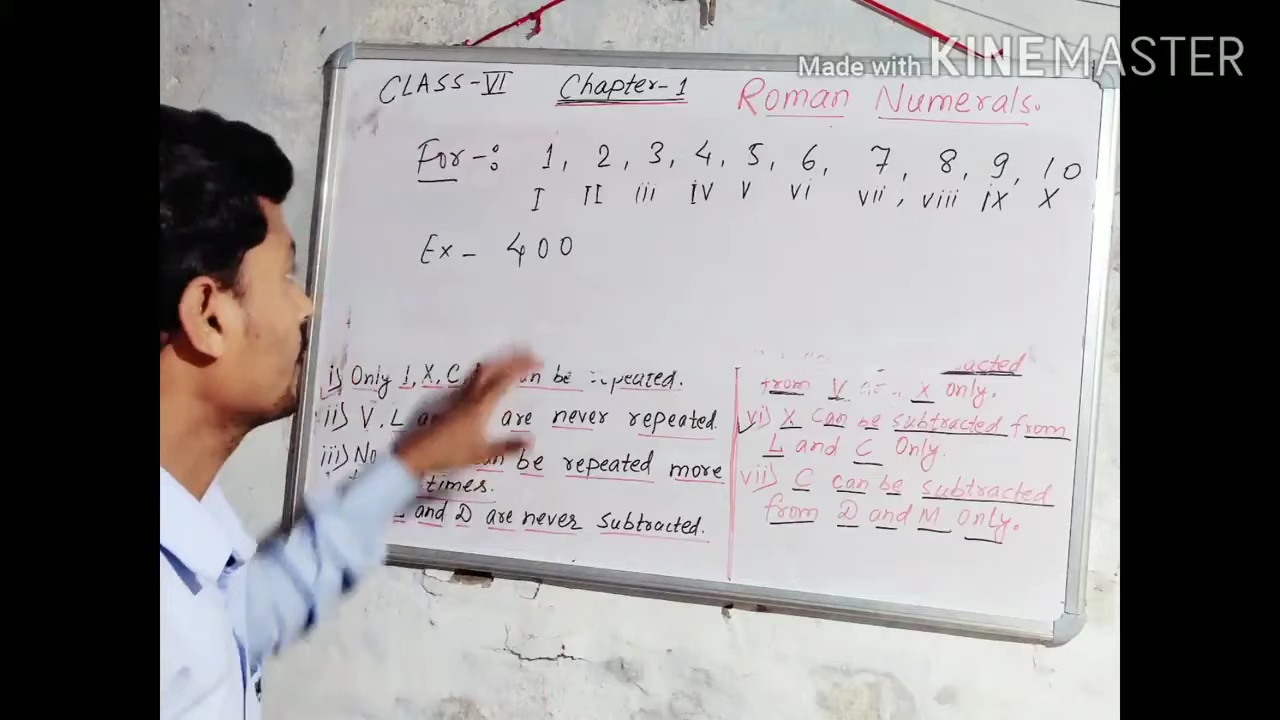 Made with KINEMASTER
CLASS-VI Chapter-1 Roman Numerals.
For-: 1, 2, 3, 4, 5, 6, 7, 8, 9, 10
I II iii IV V Vi Vii, Viii iX X
Ex- 400
i) Only I, X, C, can be repeated.
ii) V, L are never repeated.
iii) No can be repeated more
times.
L and D are never subtracted.
acted
from V X only.
vi) X can be subtracted from
L and C Only.
vii) C can be subtracted
from D and M Only.